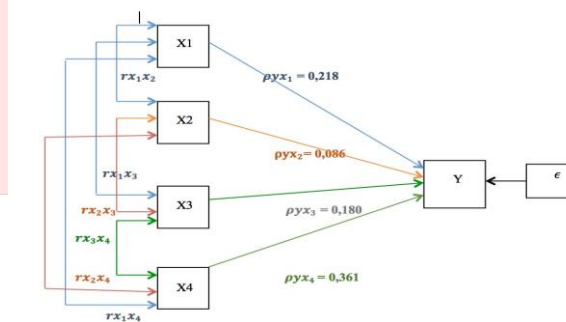 X1
rx₁x₂
ρyx₁ = 0,218
X2
ρyx₂= 0,086
rx₁x₃
Y
ϵ
X3
rx₂x₃
ρyx₃ = 0,180
rx₃x₄
rx₂x₄
X4
ρyx₄ = 0,361
rx₁x₄